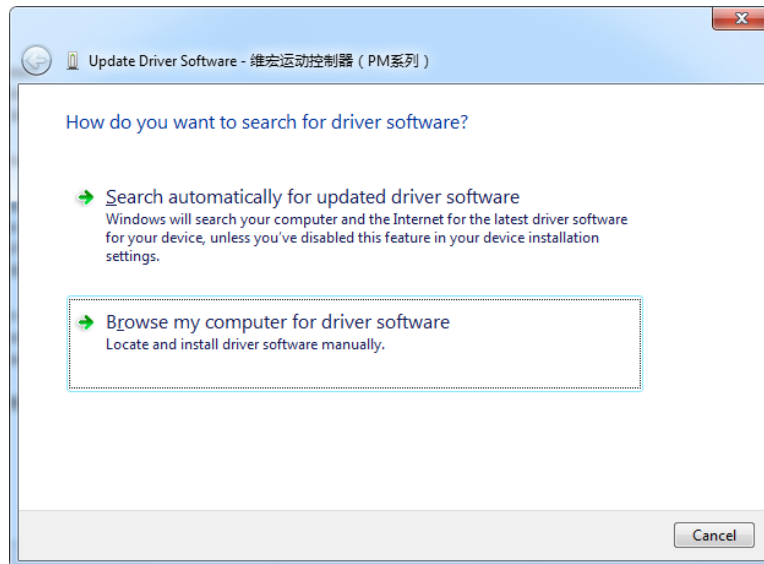 Update Driver Software - 维宏运动控制器（PM系列）
How do you want to search for driver software?
Search automatically for updated driver software
Windows will search your computer and the Internet for the latest driver software
for your device, unless you've disabled this feature in your device installation
settings.
Browse my computer for driver software
Locate and install driver software manually.
Cancel